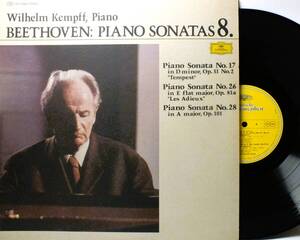 Wilhelm Kempff, Piano
BEETHOVEN: PIANO SONATAS 8.
Piano Sonata No.17
in D minor, Op. 31 No.2
"Tempest"
Piano Sonata No.26
in E flat major, Op. 81a
"Les Adieux"
Piano Sonata No.28
in A major, Op. 101